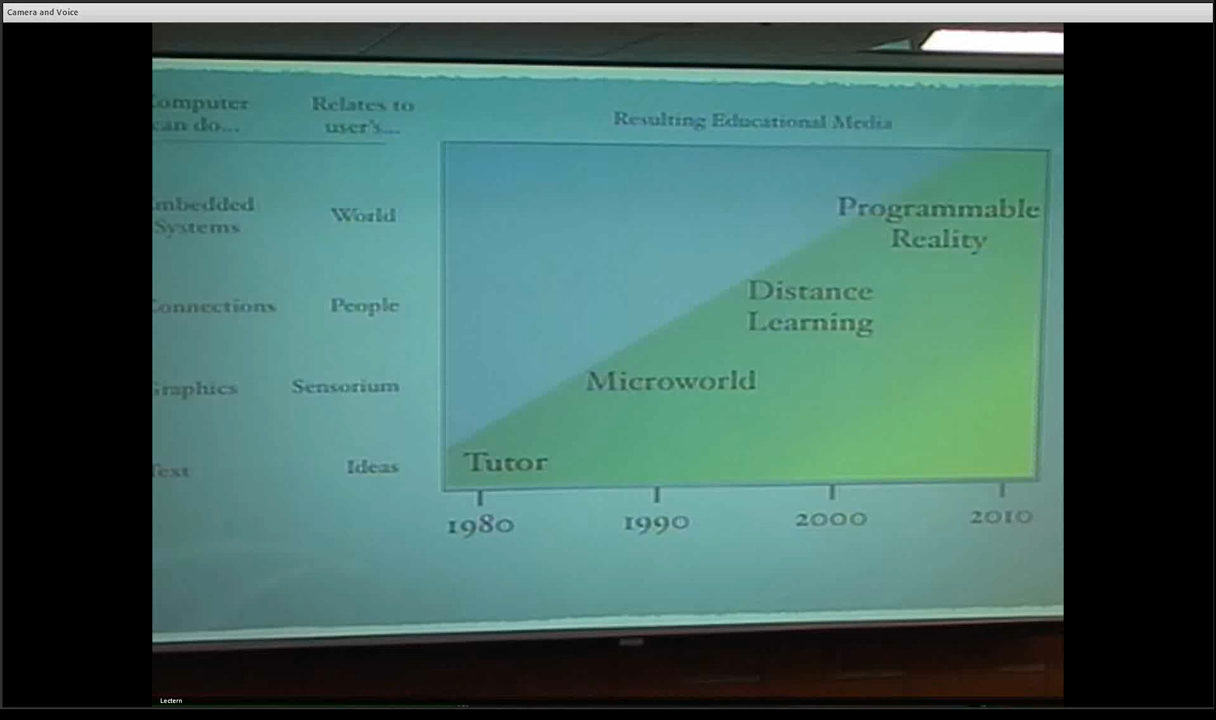 Camera and Voice
Computer
can do...
Relates to
user's...
Resulting Educational Media
Embedded
Systems
World
Programmable
Reality
Connections
People
Distance
Learning
Graphics
Sensorium
Microworld
Text
Ideas
Tutor
1980
1990
2000
2010
Lectern